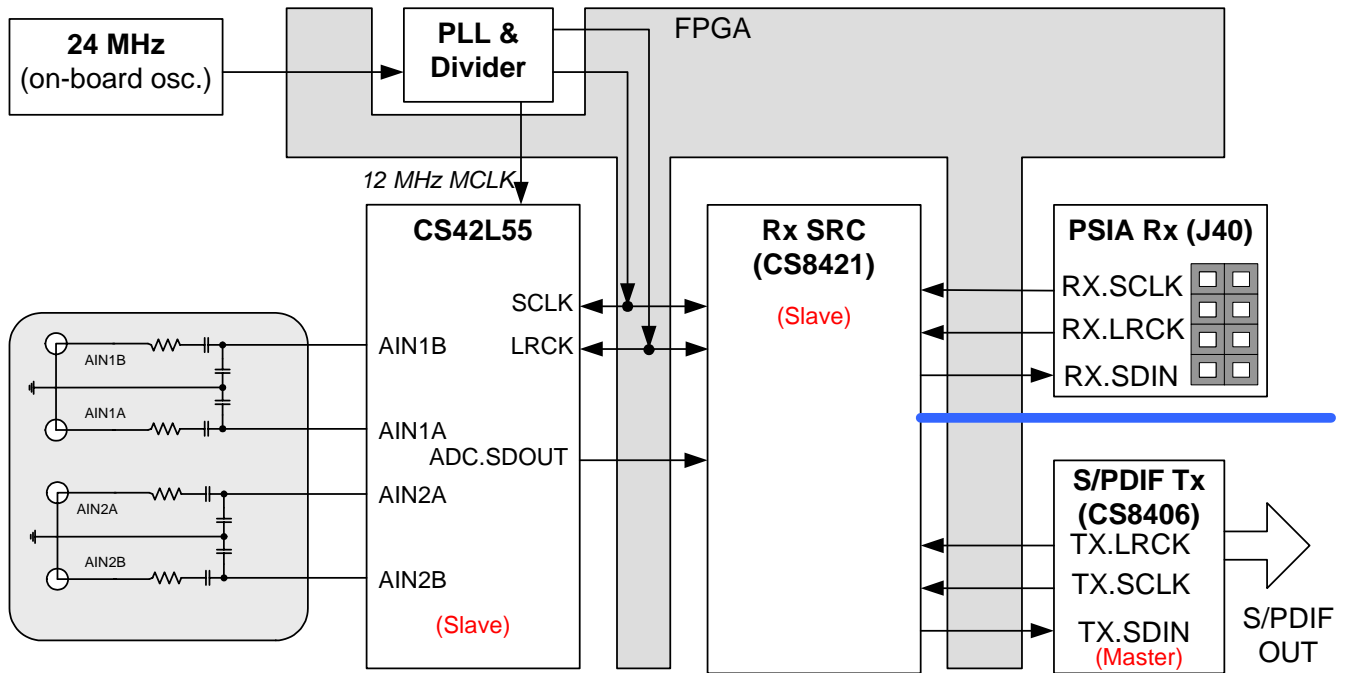 24 MHz
(on-board osc.)
PLL &
Divider
FPGA
12 MHz MCLK
CS42L55
SCLK
LRCK
AIN1B
AIN1A
ADC.SDOUT
AIN2A
AIN2B
(Slave)
AIN1B
AIN1A
AIN2A
AIN2B
Rx SRC
(CS8421)
(Slave)
PSIA Rx (J40)
RX.SCLK
RX.LRCK
RX.SDIN
S/PDIF Tx
(CS8406)
TX.LRCK
TX.SCLK
TX.SDIN
(Master)
S/PDIF
OUT